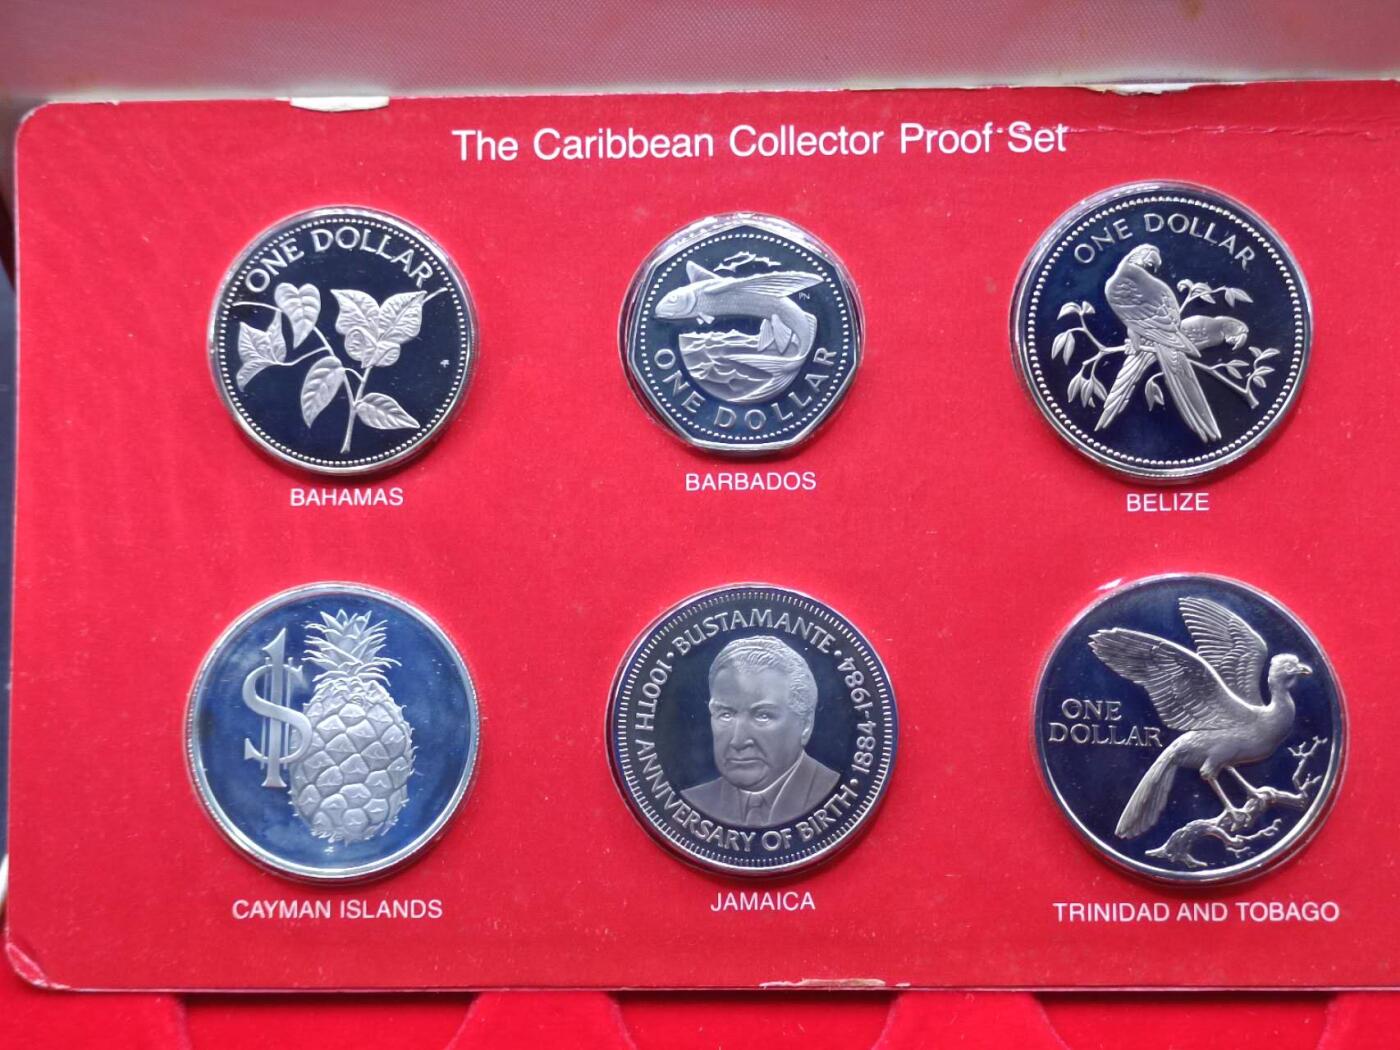 The Caribbean Collector Proof Set
ONE DOLLAR
BAHAMAS
PN
ONE DOLLAR
BARBADOS
ONE DOLLAR
BELIZE
$1
CAYMAN ISLANDS
100TH ANNIVERSARY OF BIRTH • 1884-1984 • BUSTAMANTE •
JAMAICA
ONE
DOLLAR
TRINIDAD AND TOBAGO